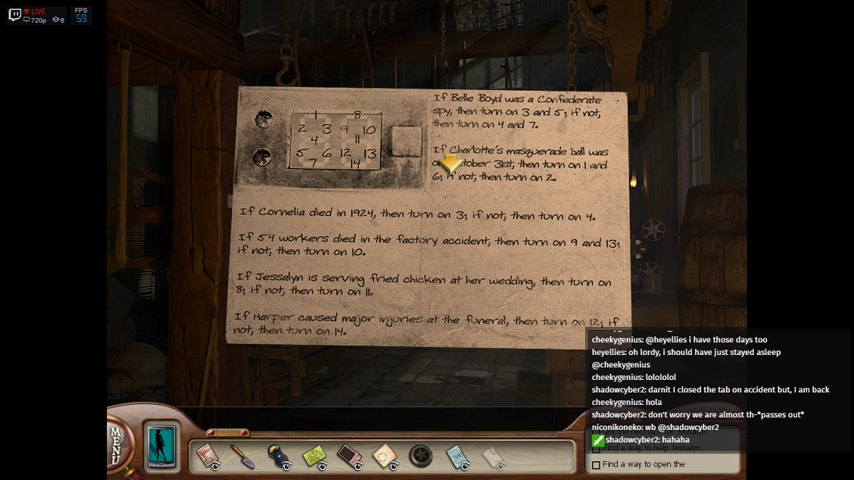 LIVE
720p 6
FPS
59
1 8
2 3 9 10
4 11
5 6 12 13
7 14
If Belle Boyd was a Confederate
spy, then turn on 3 and 5; if not,
then turn on 4 and 7.
If Charlotte's masquerade ball was
October 31st, then turn on 1 and
6; if not, then turn on 2.
If Cornelia died in 1924, then turn on 3; if not, then turn on 4.
If 54 workers died in the factory accident, then turn on 9 and 13;
if not, then turn on 10.
If Jessalyn is serving fried chicken at her wedding, then turn on
8; if not, then turn on 11.
If Harper caused major injuries at the funeral, then turn on 12; if
not, then turn on 14.
cheekygenius: @heyellies i have those days too
heyellies: oh lordy, i should have just stayed asleep
@cheekygenius
cheekygenius: lolololol
shadowcyber2: darnit I closed the tab on accident but, i am back
cheekygenius: hola
shadowcyber2: don't worry we are almost th-*passes out*
niconikoneko: wb @shadowcyber2
shadowcyber2: hahaha
Find a way to help Jessalyn
Find a way to open the
MENU